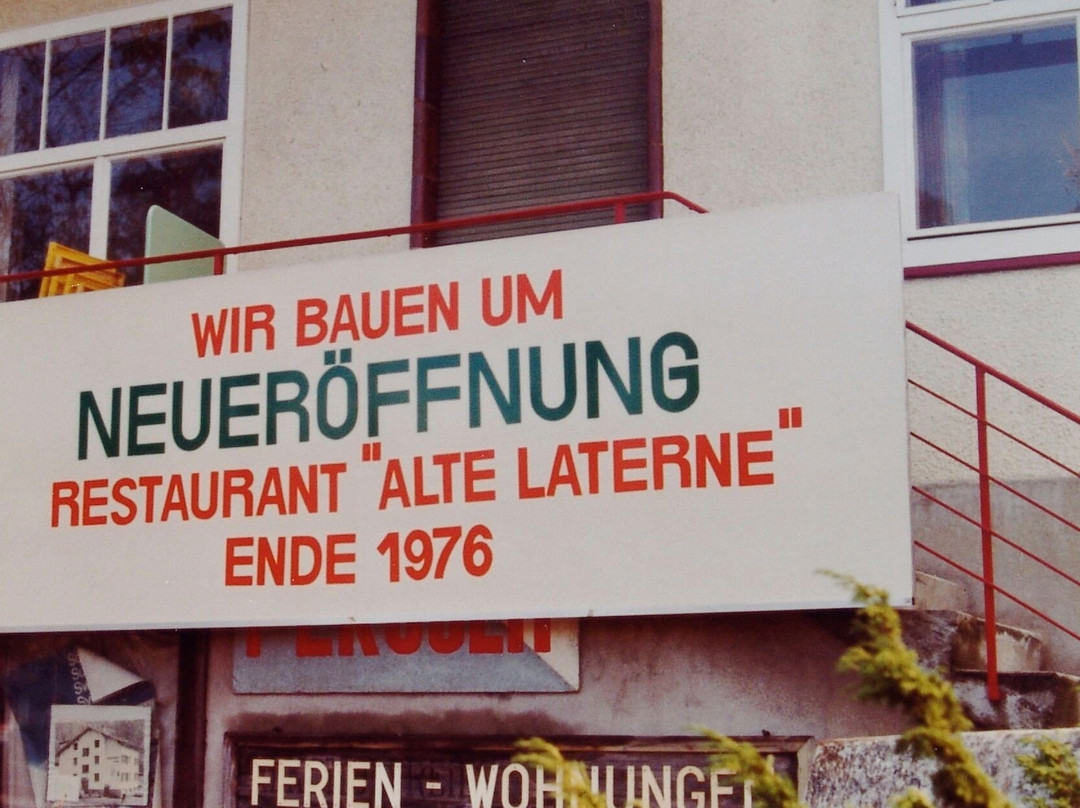 WIR BAUEN UM
NEUERÖFFNUNG
RESTAURANT "ALTE LATERNE"
ENDE 1976
FERIEN - WOHNUNGEN